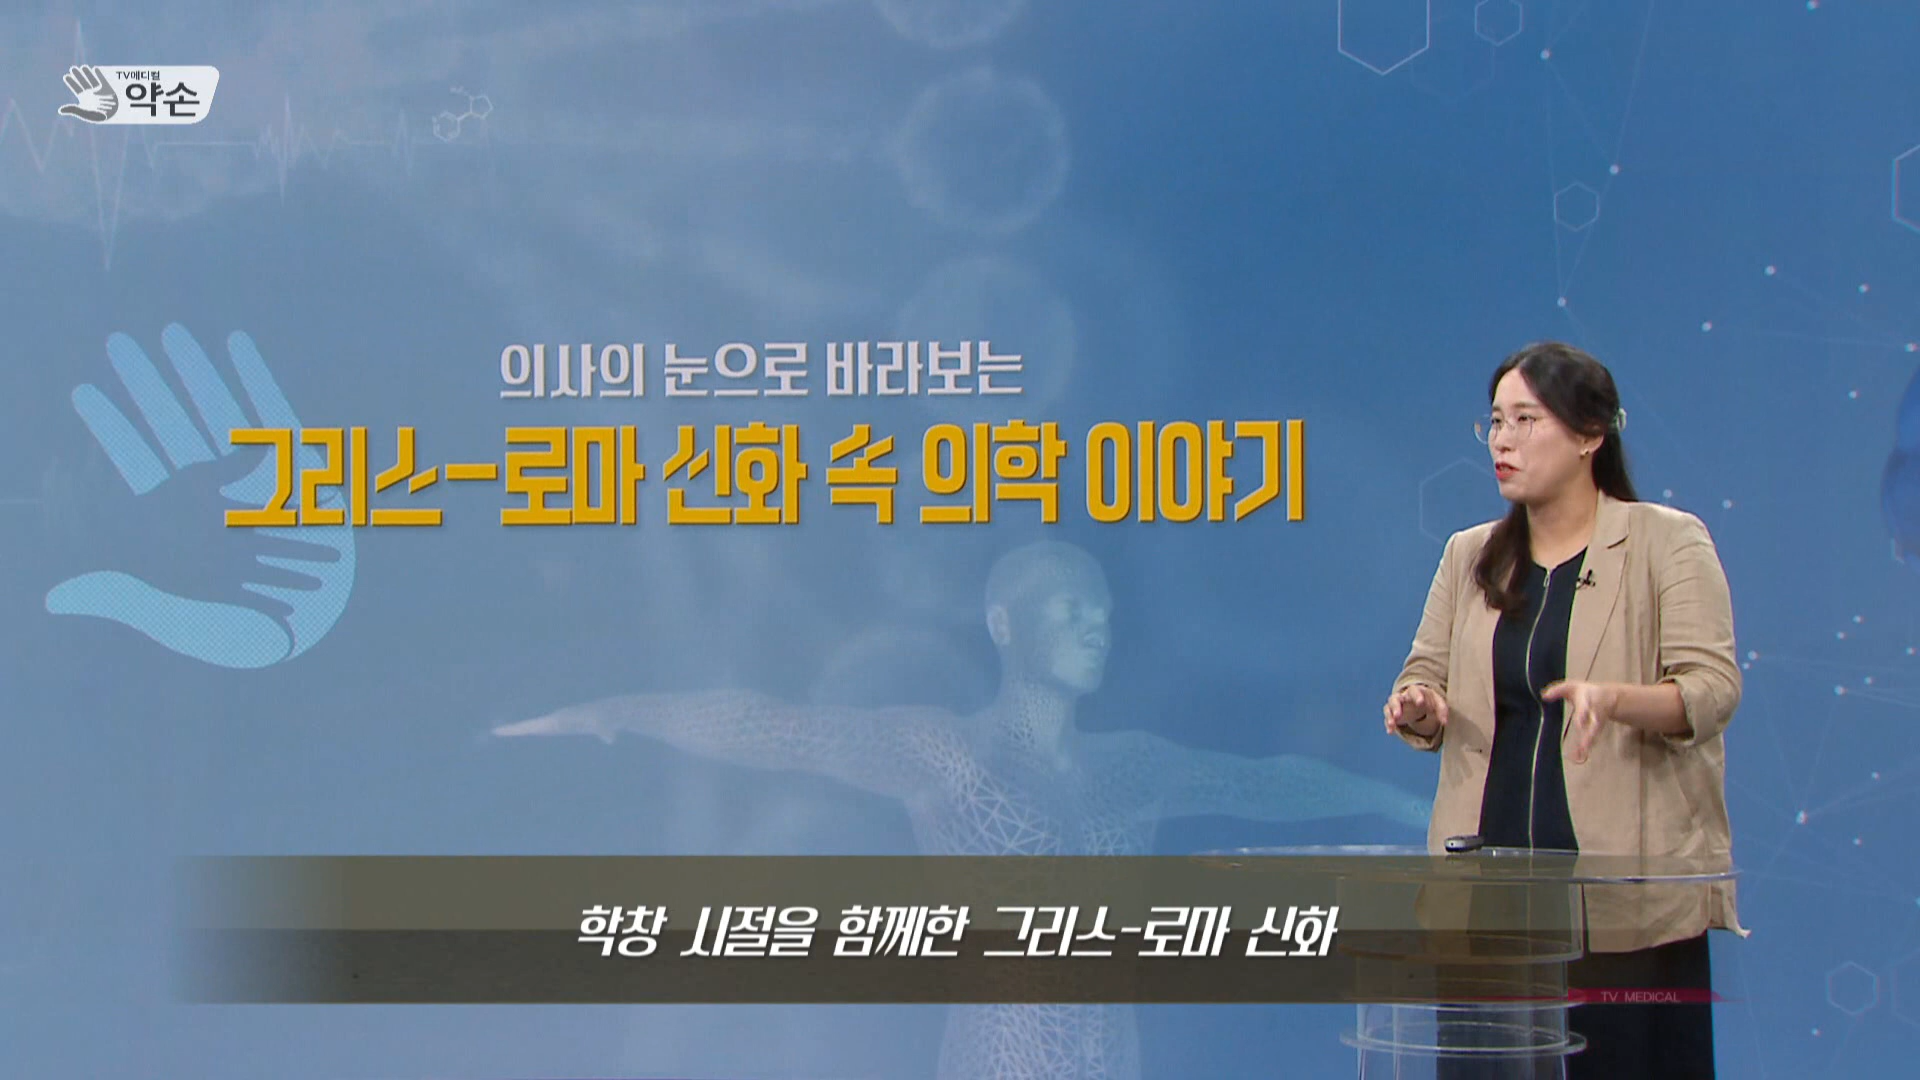 TV메디컬
약손
의사의 눈으로 바라보는
그리스-로마 신화 속 의학 이야기
학창 시절을 함께한 그리스-로마 신화
TV MEDICAL